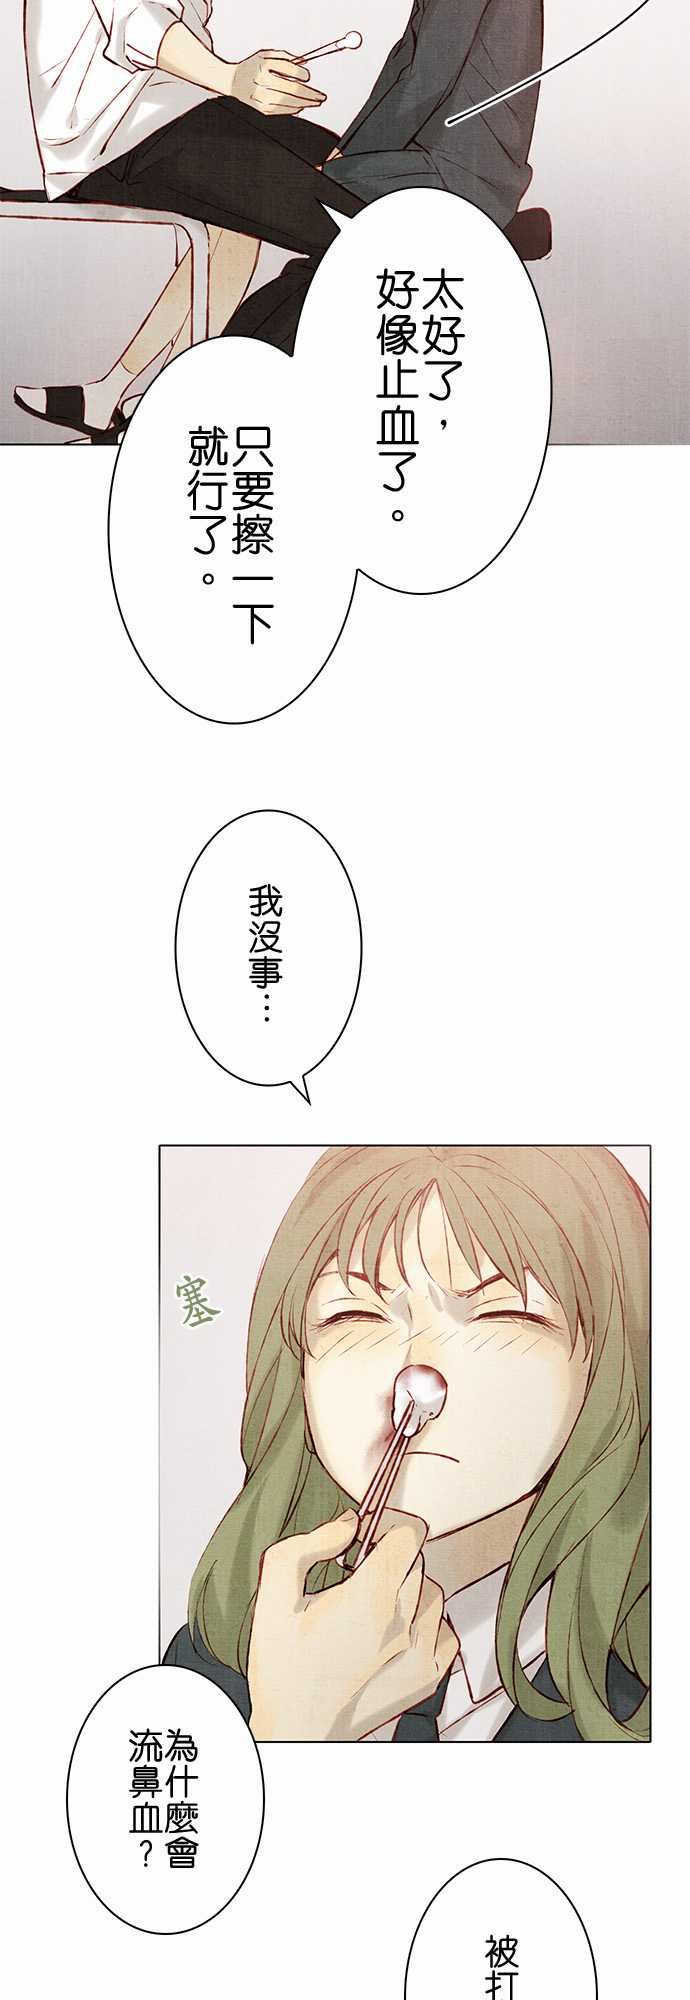 太好了，
好像止血了。
只要擦一下
就行了。
我沒事…
塞
為什麼會
流鼻血？
被打